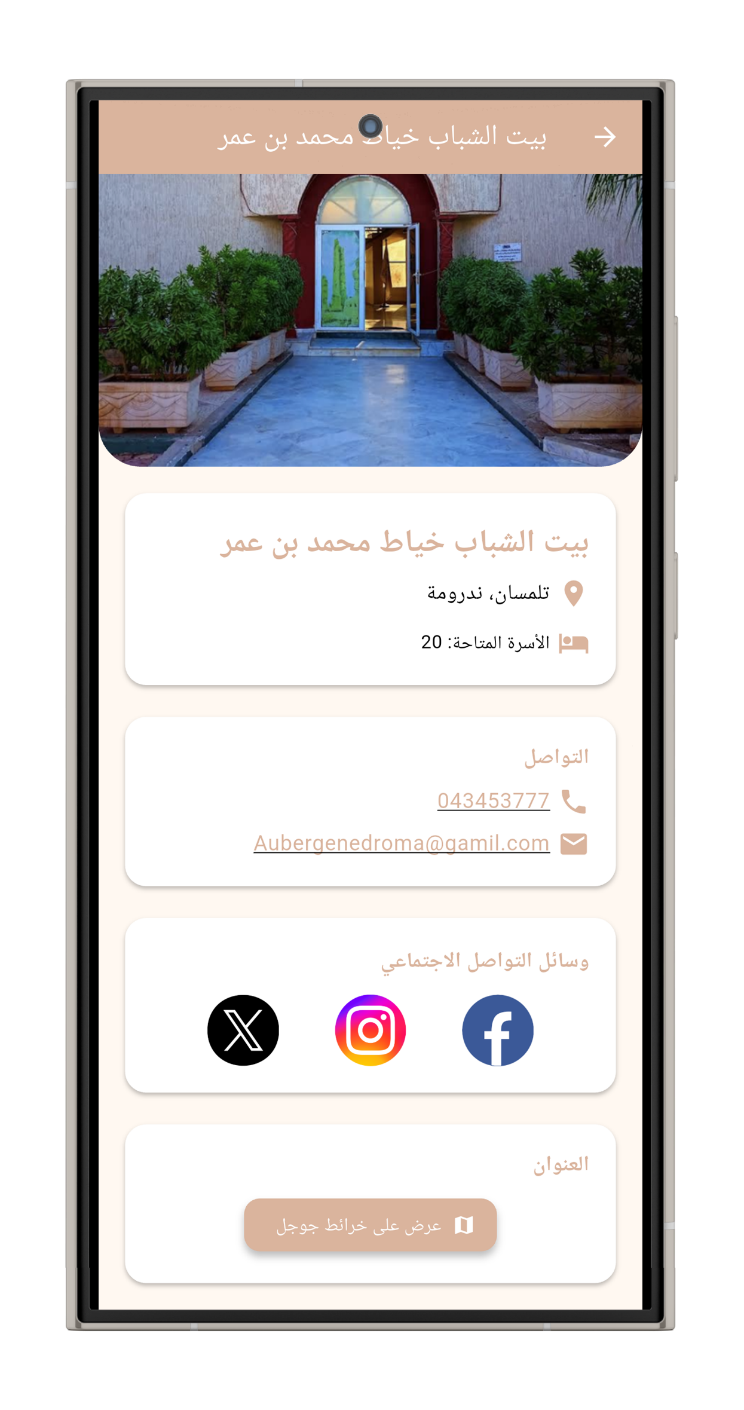 بيت الشباب خياط محمد بن عمر
بيت الشباب خياط محمد بن عمر
تلمسان، ندرومة
الأسرة المتاحة: 20
التواصل
043453777
Aubergenedroma@gamil.com
وسائل التواصل الاجتماعي
العنوان
عرض على خرائط جوجل